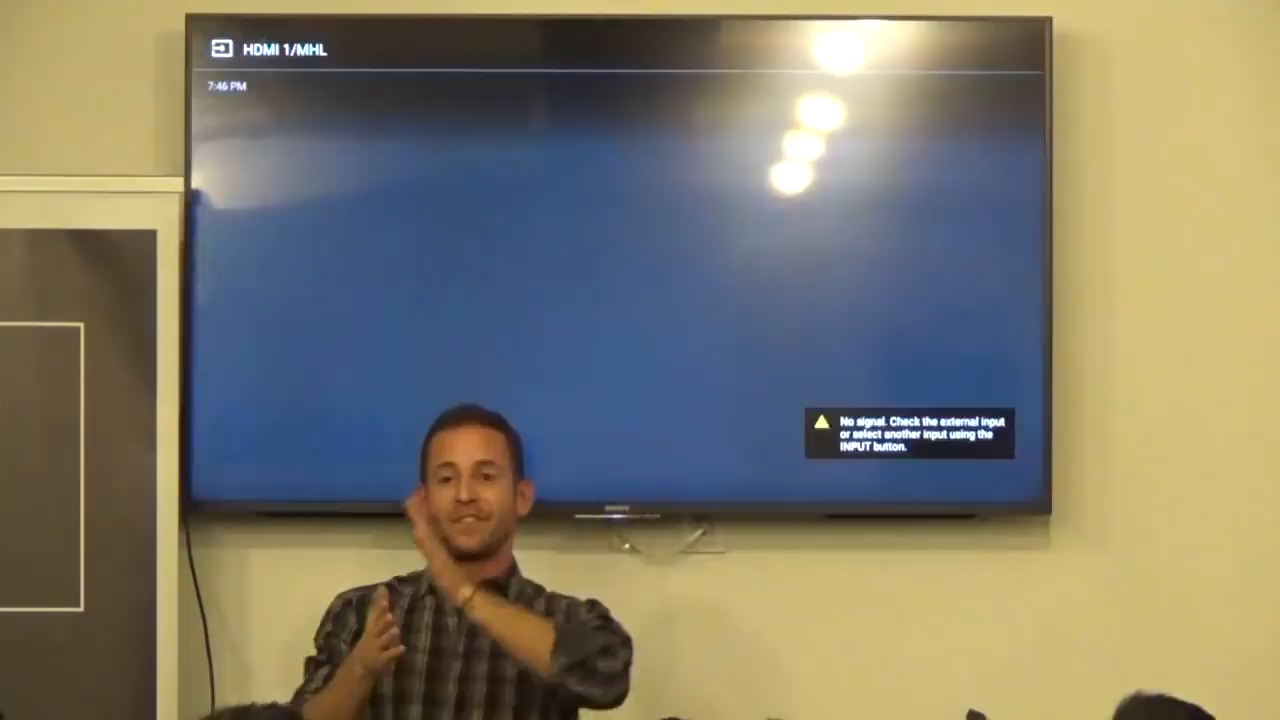 HDMI 1/MHL
7:46 PM
No signal. Check the external input
or select another input using the
INPUT button.
SONY